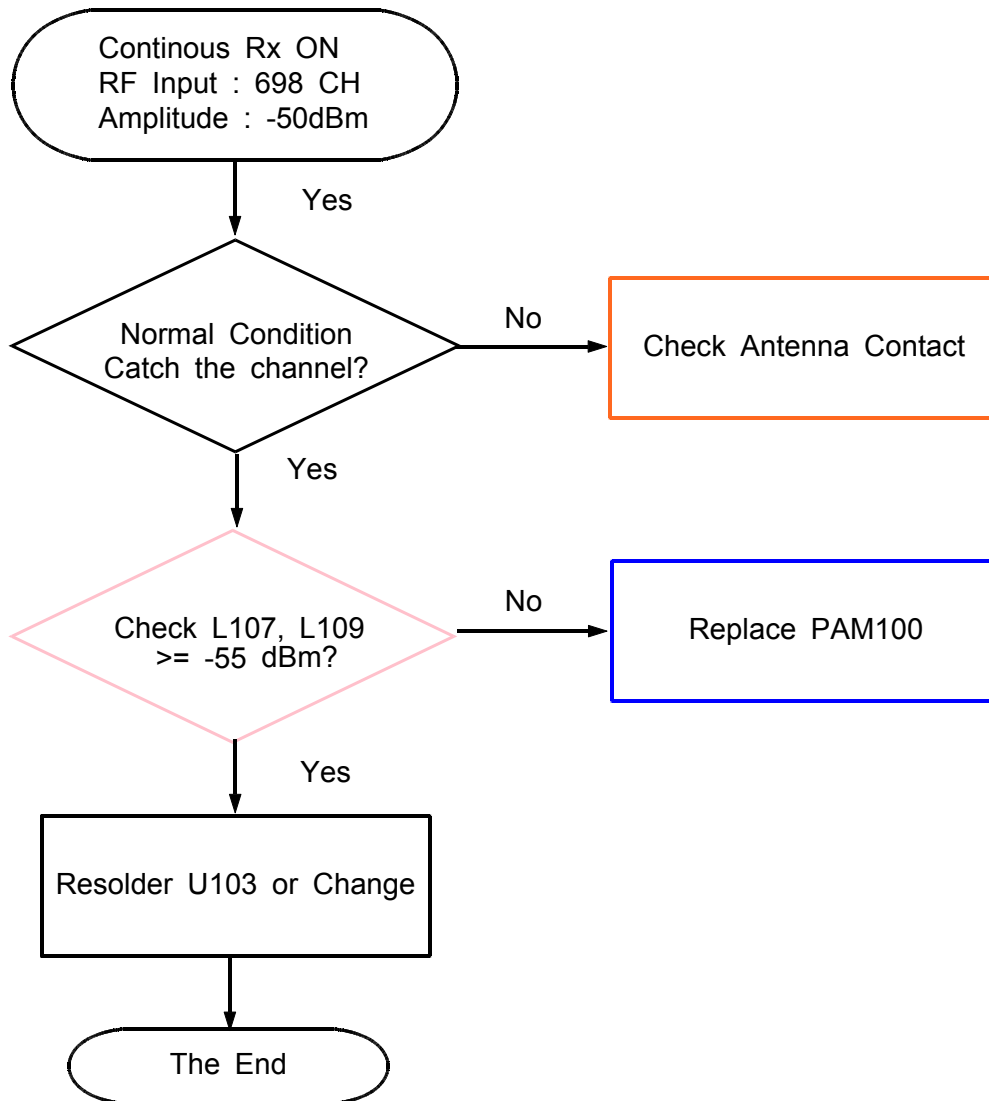 Continous Rx ON
RF Input : 698 CH
Amplitude : -50dBm
Yes
Normal Condition
Catch the channel?
No
Check Antenna Contact
Yes
Check L107, L109
>= -55 dBm?
No
Replace PAM100
Yes
Resolder U103 or Change
The End